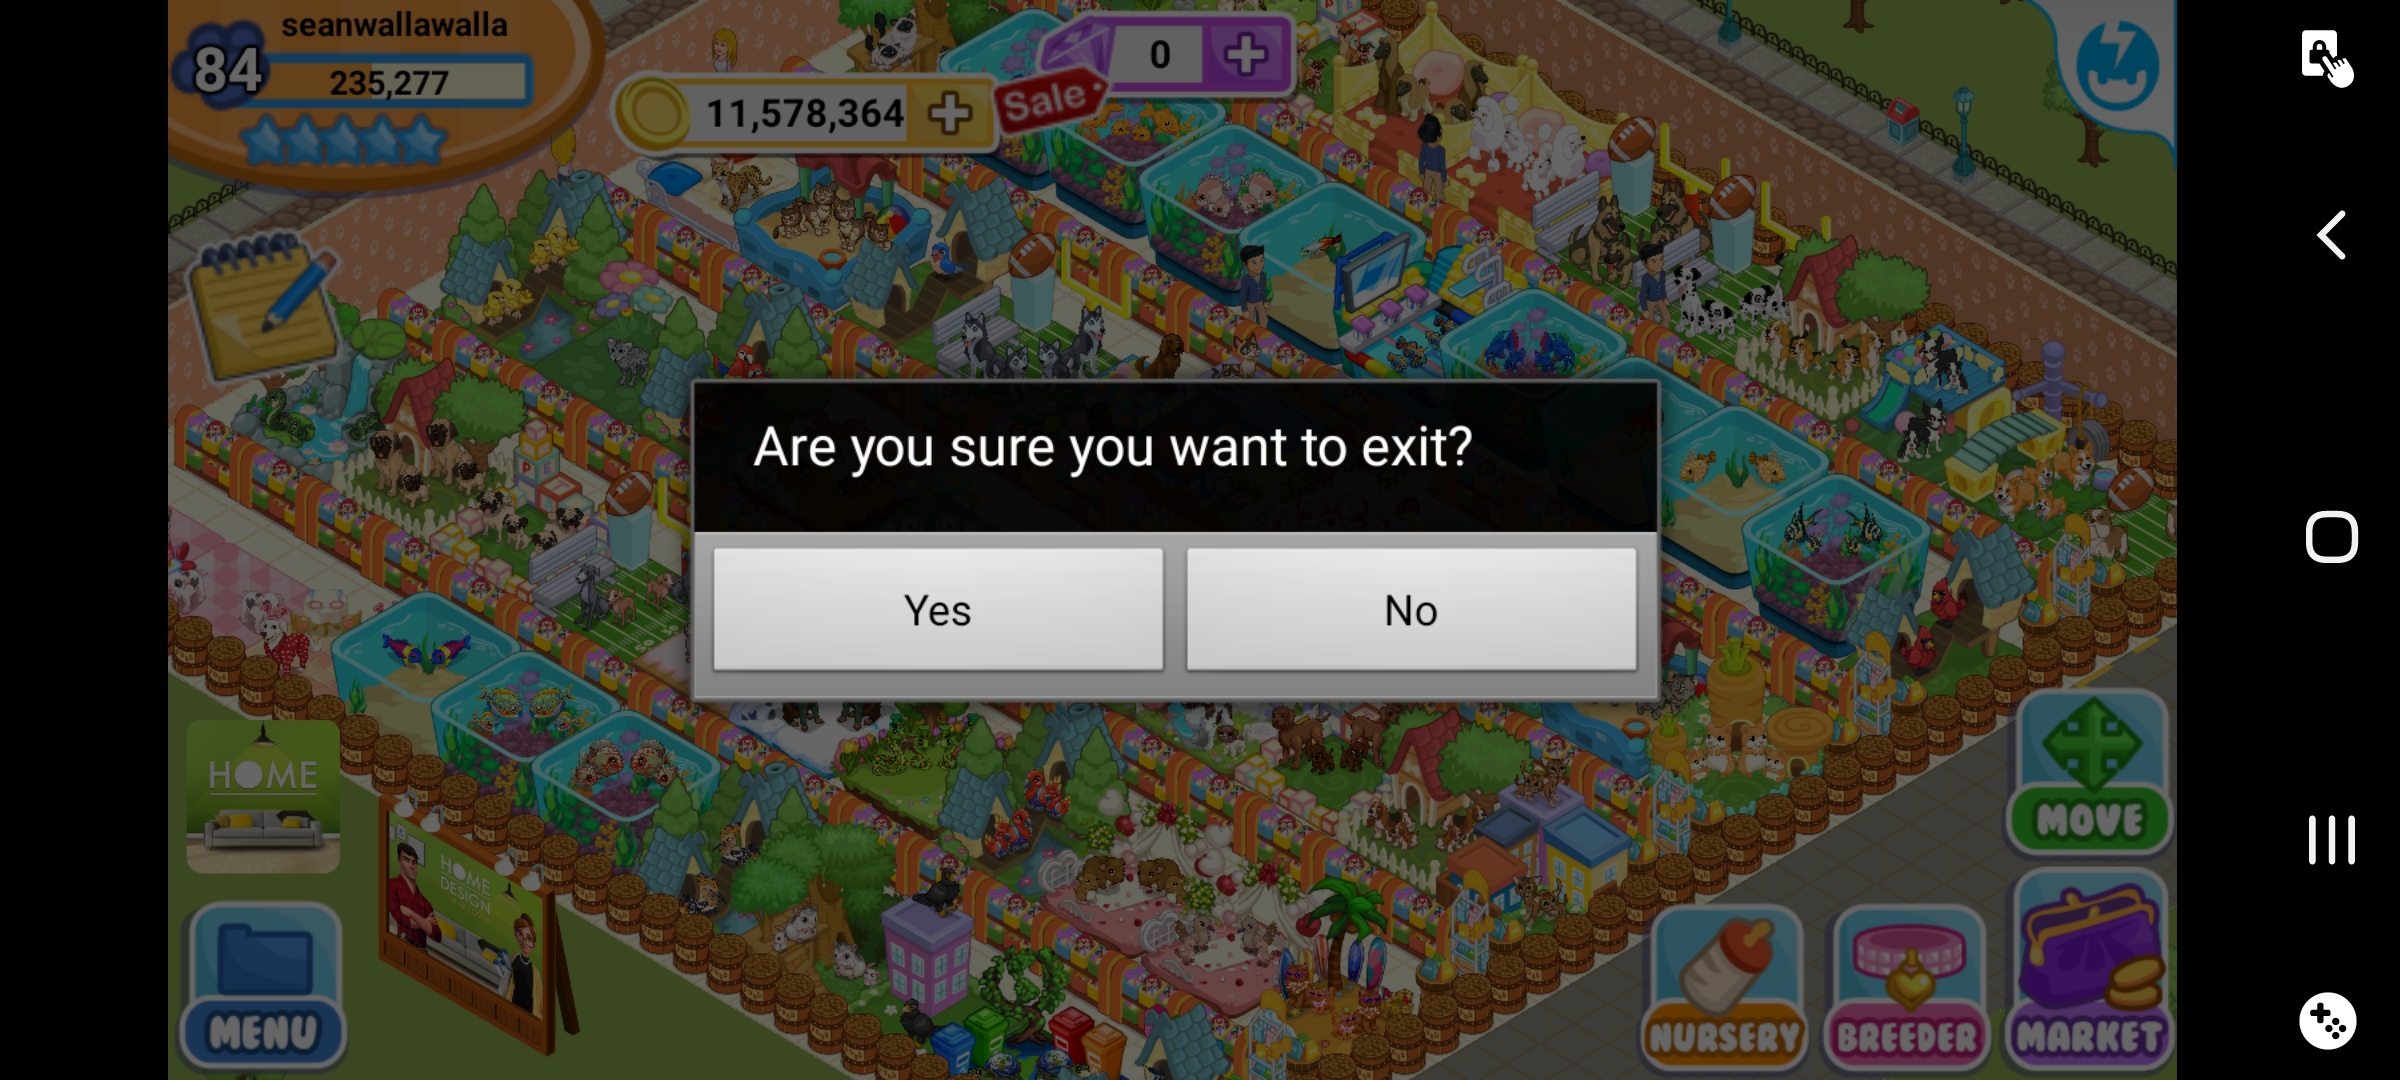 seanwallawalla
84
235,277
11,578,364
Sale
0
Are you sure you want to exit?
Yes
No
HOME
HOME
DESIGN
MENU
MOVE
NURSERY
BREEDER
MARKET